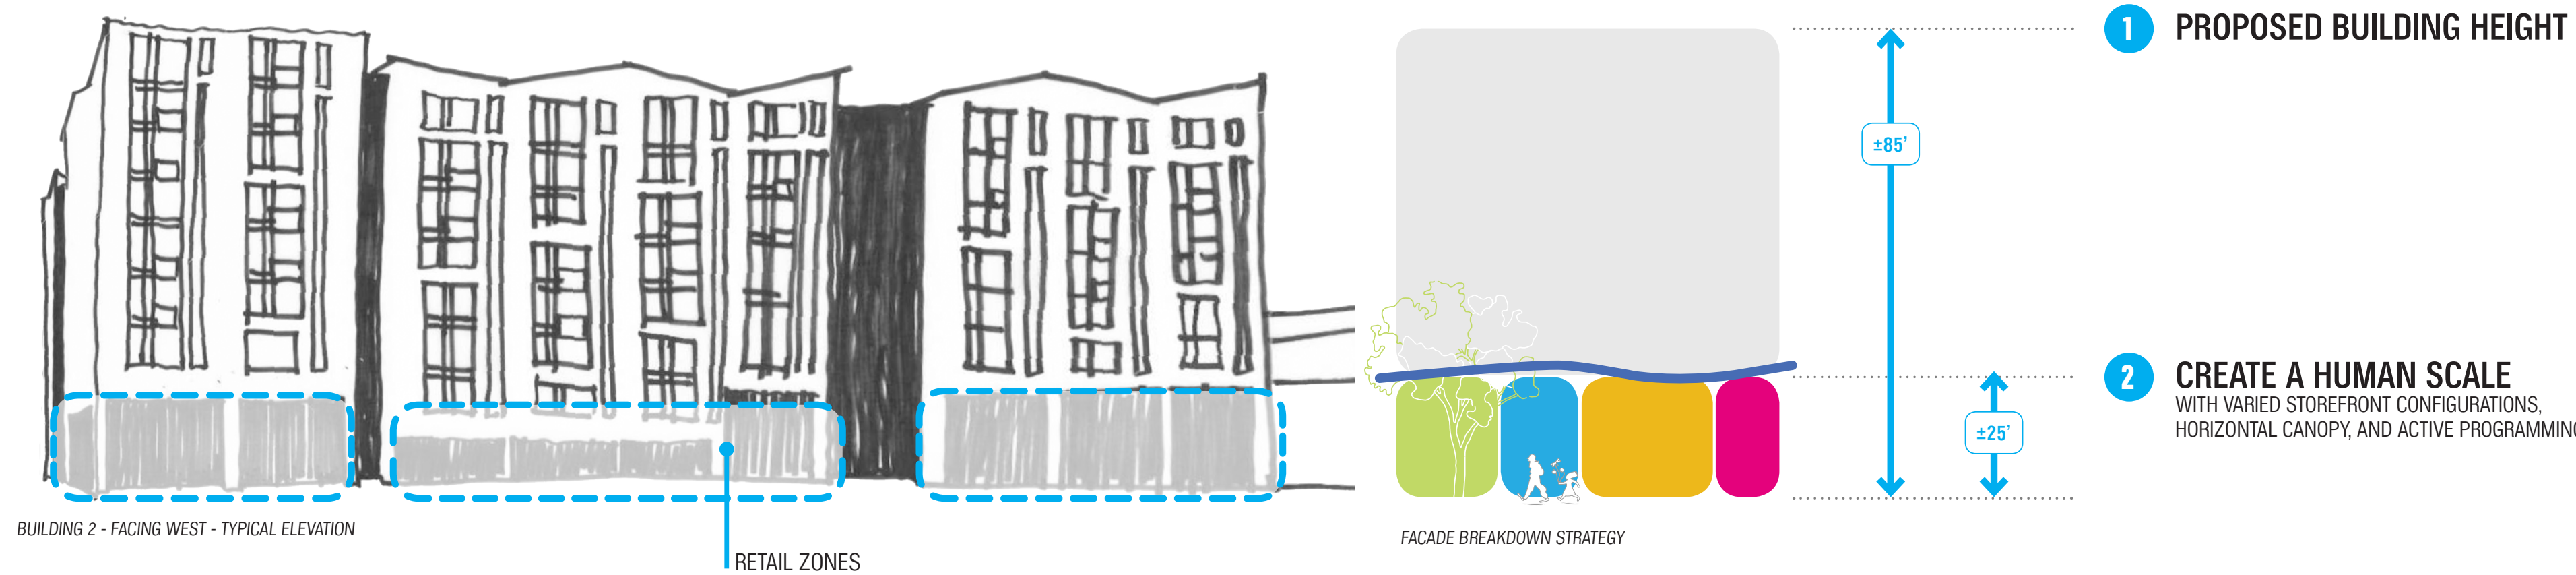 1 PROPOSED BUILDING HEIGHT
±85’
2 CREATE A HUMAN SCALE
WITH VARIED STOREFRONT CONFIGURATIONS,
HORIZONTAL CANOPY, AND ACTIVE PROGRAMMING
±25’
BUILDING 2 - FACING WEST - TYPICAL ELEVATION
RETAIL ZONES
FACADE BREAKDOWN STRATEGY